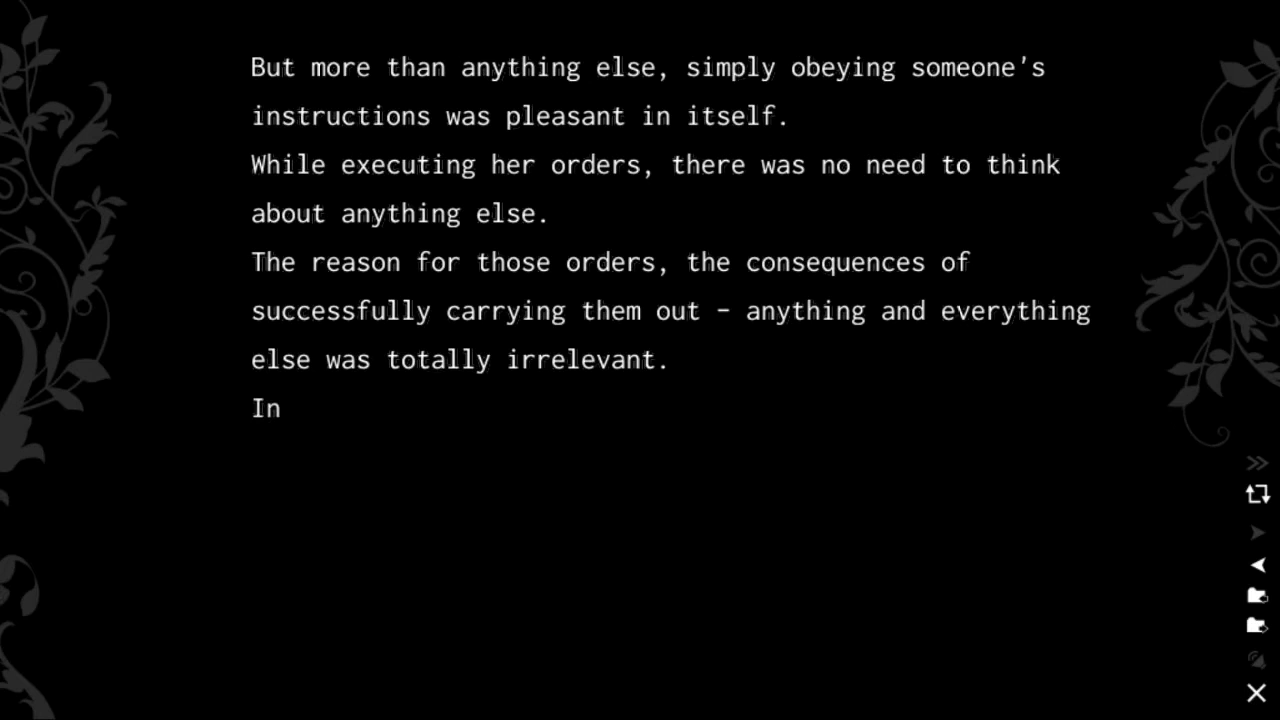 But more than anything else, simply obeying someone's
instructions was pleasant in itself.
While executing her orders, there was no need to think
about anything else.
The reason for those orders, the consequences of
successfully carrying them out – anything and everything
else was totally irrelevant.
In